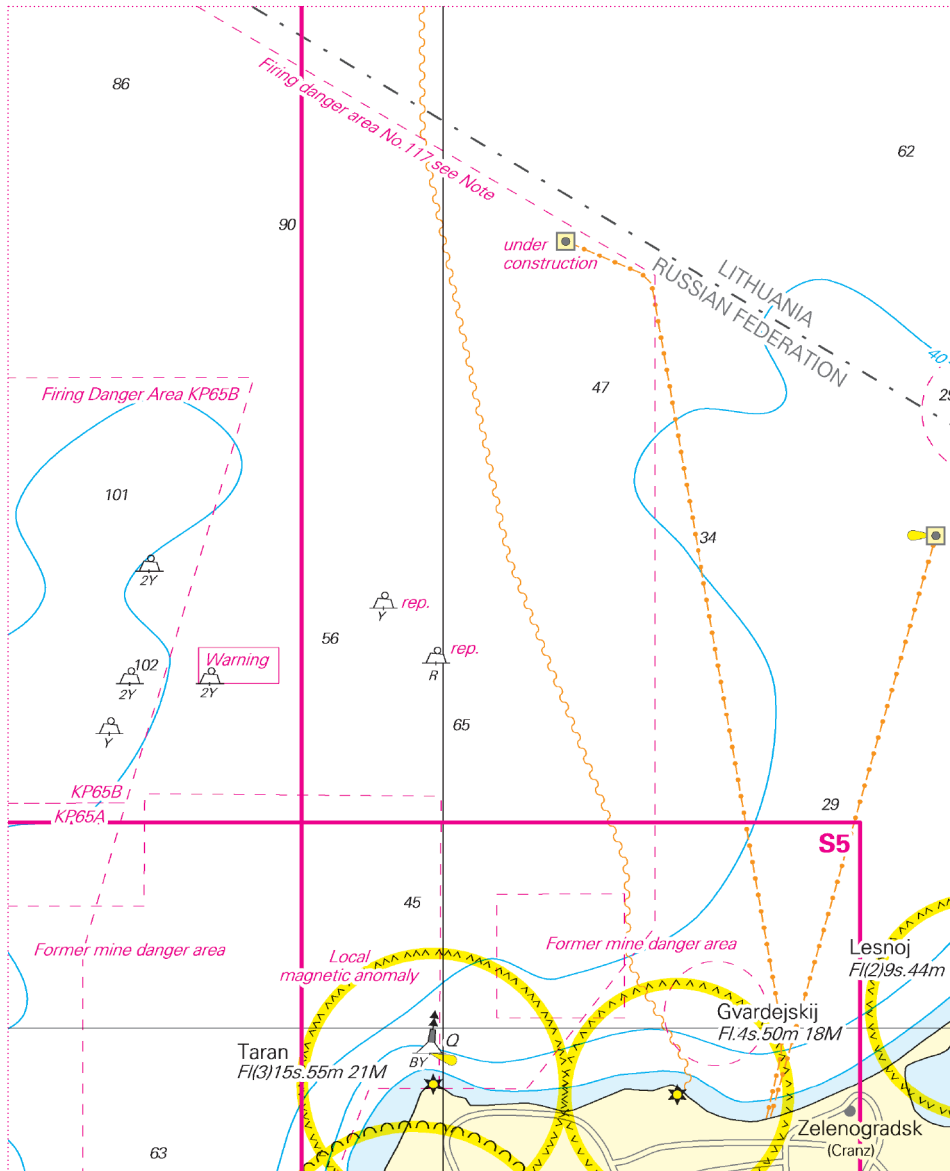 86
Firing danger area No.117 see Note
62
90
under
construction
LITHUANIA
RUSSIAN FEDERATION
40
29
Firing Danger Area KP65B
47
101
34
2Y
Y
rep.
56
rep.
R
102
Warning
2Y
2Y
Y
65
KP65B
KP65A
29
S5
45
Former mine danger area
Local
magnetic anomaly
Former mine danger area
Lesnoj
Fl(2)9s.44m
Gvardejskij
Fl.4s.50m 18M
Q
BY
Taran
Fl(3)15s.55m 21M
Zelenogradsk
(Cranz)
63